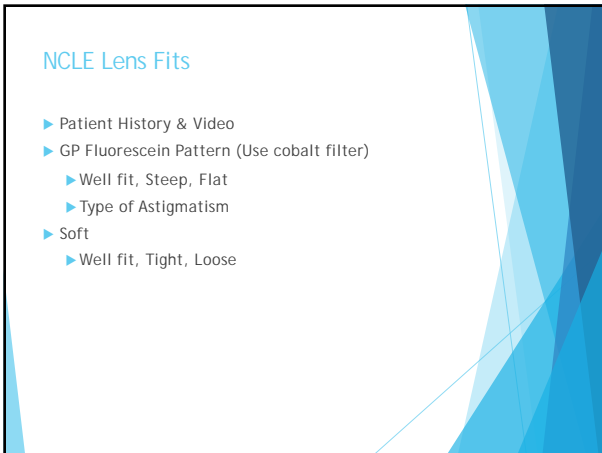 NCLE Lens Fits
Patient History & Video
GP Fluorescein Pattern (Use cobalt filter)
Well fit, Steep, Flat
Type of Astigmatism
Soft
Well fit, Tight, Loose